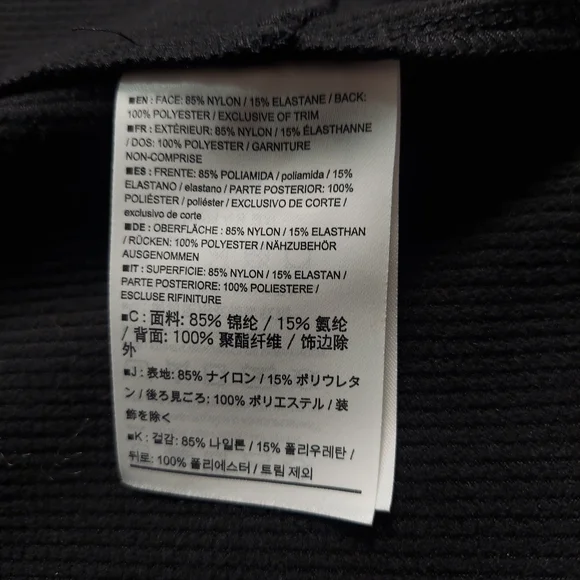 ■EN : FACE: 85% NYLON / 15% ELASTANE / BACK:
100% POLYESTER / EXCLUSIVE OF TRIM
■FR : EXTÉRIEUR: 85% NYLON / 15% ÉLASTHANNE
/ DOS: 100% POLYESTER / GARNITURE
NON-COMPRISE
■ES : FRENTE: 85% POLIAMIDA / poliamida / 15%
ELASTANO / elastano / PARTE POSTERIOR: 100%
POLIÉSTER / poliéster / EXCLUSIVO DE CORTE /
exclusivo de corte
■DE : OBERFLÄCHE : 85% NYLON / 15% ELASTHAN
/ RÜCKEN: 100% POLYESTER / NÄHZUBEHÖR
AUSGENOMMEN
■IT : SUPERFICIE: 85% NYLON / 15% ELASTAN /
PARTE POSTERIORE: 100% POLIESTERE /
ESCLUSE RIFINITURE
■C : 面料: 85% 锦纶 / 15% 氨纶
/ 背面: 100% 聚酯纤维 / 饰边除
外
■J : 表地: 85% ナイロン / 15% ポリウレタ
ン / 後ろ見ごろ: 100% ポリエステル / 装
飾を除く
■K : 겉감: 85% 나일론 / 15% 폴리우레탄 /
뒤로: 100% 폴리에스터 / 트림 제외